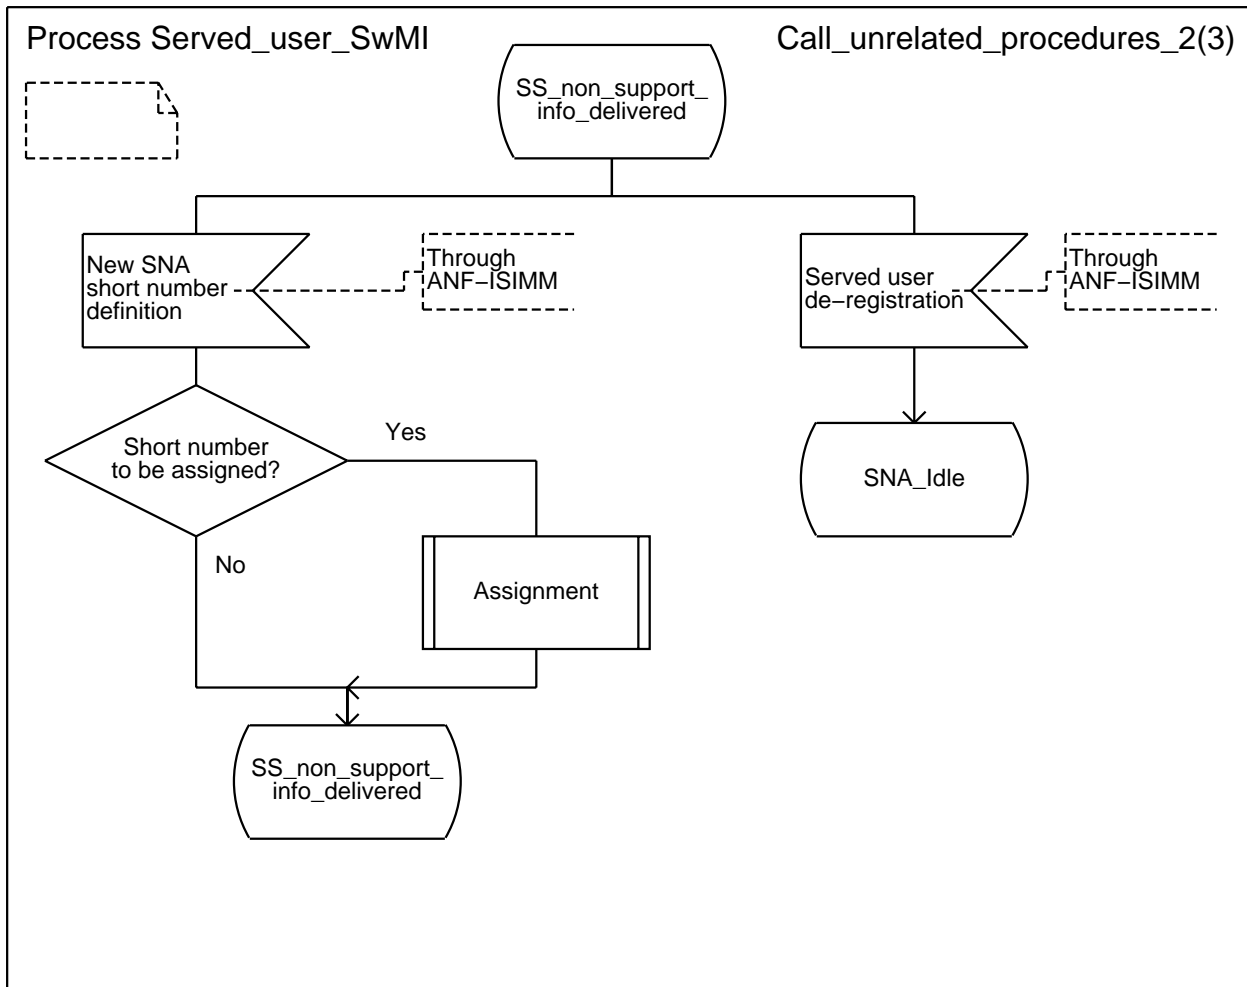 Process Served_user_SwMI
Call_unrelated_procedures_2(3)
SS_non_support_
info_delivered
New SNA
short number
definition
Through
ANF−ISIMM
Served user
de−registration
Through
ANF−ISIMM
Short number
to be assigned?
Yes
No
Assignment
SNA_Idle
SS_non_support_
info_delivered